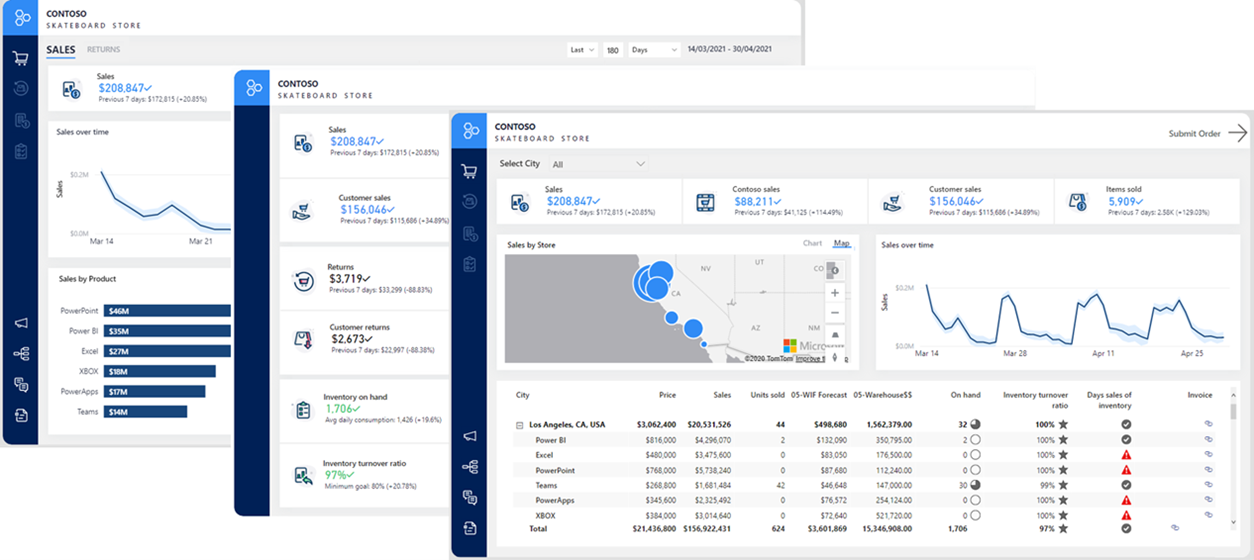 CONTOSO
SKATEBOARD STORE
SALES RETURNS
Last 180 Days 14/03/2021 - 30/04/2021
Sales
$208,847
Previous 7 days: $172,815 (+20.85%)
Sales over time
Sales
$0.2M
$0.0M
Mar 14 Mar 21
Sales by Product
PowerPoint $46M
Power BI $35M
Excel $27M
XBOX $18M
PowerApps $17M
Teams $14M
CONTOSO
SKATEBOARD STORE
Sales
$208,847
Previous 7 days: $172,815 (+20.85%)
Customer sales
$156,046
Previous 7 days: $115,686 (+34.89%)
Returns
$3,719
Previous 7 days: $33,299 (-88.83%)
Customer returns
$2,673
Previous 7 days: $22,997 (-88.38%)
Inventory on hand
1,706
Avg daily consumption: 1,426 (+19.6%)
Inventory turnover ratio
97%
Minimum goal: 80% (+20.78%)
CONTOSO
SKATEBOARD STORE
Submit Order
Select City All
Sales
$208,847
Previous 7 days: $172,815 (+20.85%)
Contoso sales
$88,211
Previous 7 days: $41,125 (+114.49%)
Customer sales
$156,046
Previous 7 days: $115,686 (+34.89%)
Items sold
5,909
Previous 7 days: 2.58K (+129.03%)
Sales by Store
Chart Map
NV UT CO
CA
AZ NM
Micro
©2020 TomTom Improve
Sales over time
Sales
$0.2M
$0.0M
Mar 14 Mar 28 Apr 11 Apr 25
City Price Sales Units sold 05-WIF Forecast 05-Warehouse$$ On hand Inventory turnover ratio Days sales of inventory Invoice
Los Angeles, CA, USA $3,062,400 $20,531,526 44 $498,680 1,562,379.00 32 100%
Power BI $816,000 $4,296,070 2 $132,090 350,795.00 2 100%
Excel $480,000 $3,475,600 0 $83,050 176,500.00 0 100%
PowerPoint $768,000 $5,738,240 0 $87,680 112,240.00 0 100%
Teams $268,800 $1,681,484 42 $46,648 147,000.00 30 99%
PowerApps $345,600 $2,325,492 0 $76,572 254,124.00 0 100%
XBOX $384,000 $3,014,640 0 $72,640 521,720.00 0 100%
Total $21,436,800 $156,922,431 624 $3,601,869 15,346,908.00 1,706 97%